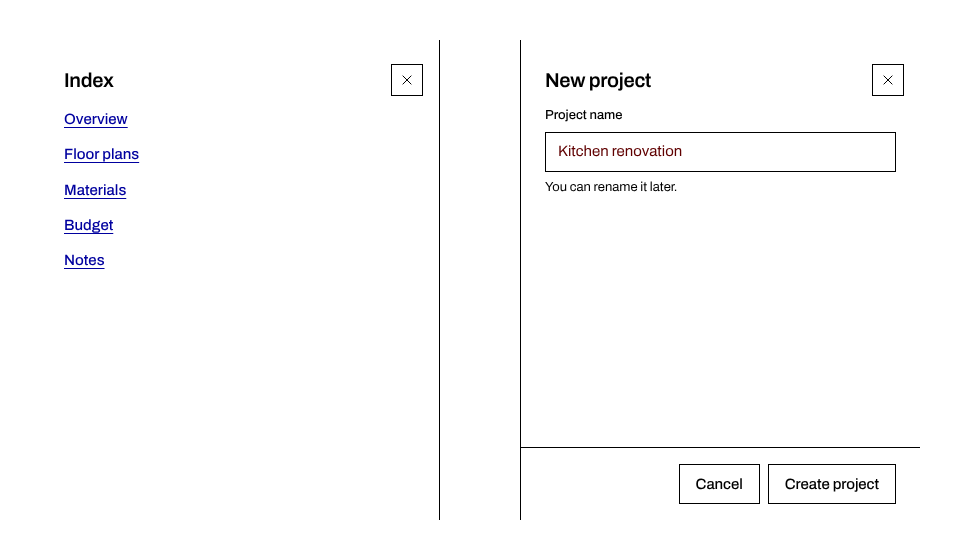 Index
Overview
Floor plans
Materials
Budget
Notes
New project
Project name
Kitchen renovation
You can rename it later.
Cancel
Create project